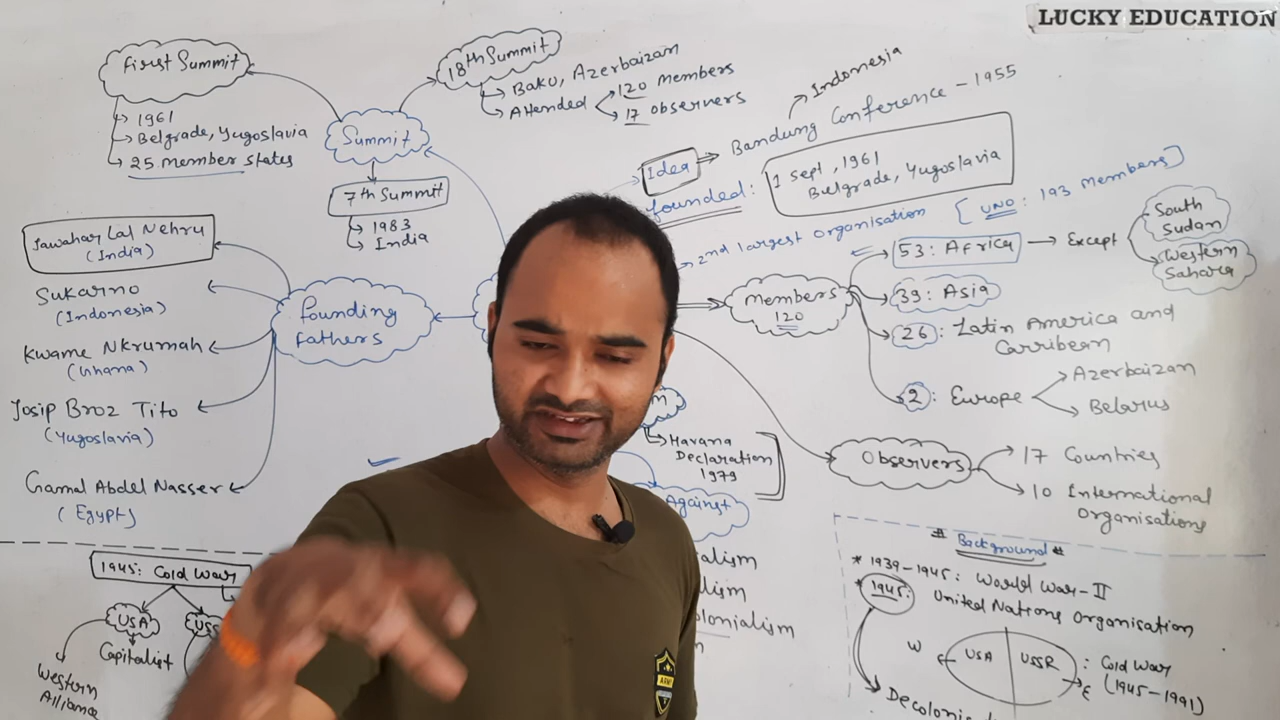 LUCKY EDUCATION
First Summit
1961
Belgrade, Yugoslavia
25 member states
Summit
18th Summit
Baku, Azerbaizan
Attended
120 Members
17 Observers
7th Summit
1983
India
Idea
Bandung Conference - 1955
Indonesia
founded:
1 Sept, 1961
Belgrade, Yugoslavia
2nd largest organisation
[UNO: 193 Members]
founding
fathers
Jawahar Lal Nehru
(India)
Sukarno
(Indonesia)
Kwame Nkrumah
(Ghana)
Josip Broz Tito
(Yugoslavia)
Gamal Abdel Nasser
(Egypt)
Members
120
53: Africa
Except
South
Sudan
Western
Sahara
39: Asia
26: Latin America and
Carribean
2: Europe
Azerbaizan
Belarus
Observers
17 Countries
10 International
Organisations
Havana
Declaration
1979
Against
alism
lism
olonialism
1945: Cold War
USA
Capitalist
Western
Alliance
USS
# Background #
* 1939-1945: World War-II
* 1945: United Nations Organisation
W
USA
USSR
E
: Cold War
(1945-1991)
ARMY